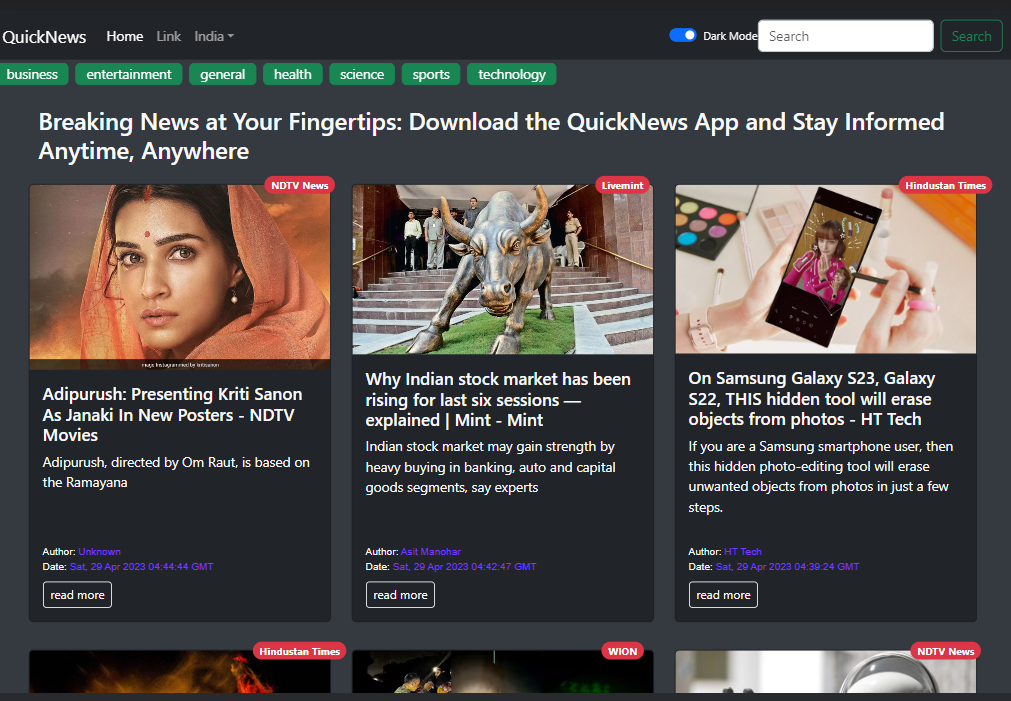 QuickNews Home Link India Dark Mode Search Search
business entertainment general health science sports technology
Breaking News at Your Fingertips: Download the QuickNews App and Stay Informed
Anytime, Anywhere
NDTV News
Image Instagrammed by kritisanon
Adipurush: Presenting Kriti Sanon
As Janaki In New Posters - NDTV
Movies
Adipurush, directed by Om Raut, is based on
the Ramayana
Author: Unknown
Date: Sat, 29 Apr 2023 04:44:44 GMT
read more
Livemint
Why Indian stock market has been
rising for last six sessions —
explained | Mint - Mint
Indian stock market may gain strength by
heavy buying in banking, auto and capital
goods segments, say experts
Author: Asit Manohar
Date: Sat, 29 Apr 2023 04:42:47 GMT
read more
Hindustan Times
On Samsung Galaxy S23, Galaxy
S22, THIS hidden tool will erase
objects from photos - HT Tech
If you are a Samsung smartphone user, then
this hidden photo-editing tool will erase
unwanted objects from photos in just a few
steps.
Author: HT Tech
Date: Sat, 29 Apr 2023 04:39:24 GMT
read more
Hindustan Times
WION
NDTV News